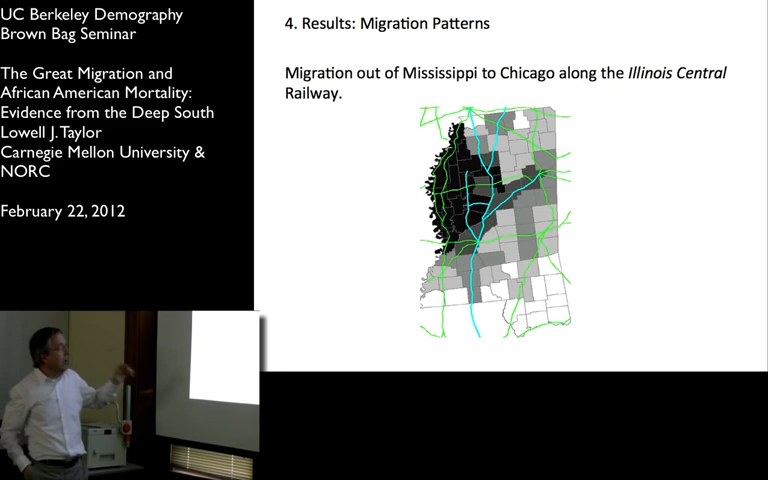 UC Berkeley Demography
Brown Bag Seminar
The Great Migration and
African American Mortality:
Evidence from the Deep South
Lowell J. Taylor
Carnegie Mellon University &
NORC
February 22, 2012
4. Results: Migration Patterns
Migration out of Mississippi to Chicago along the Illinois Central
Railway.